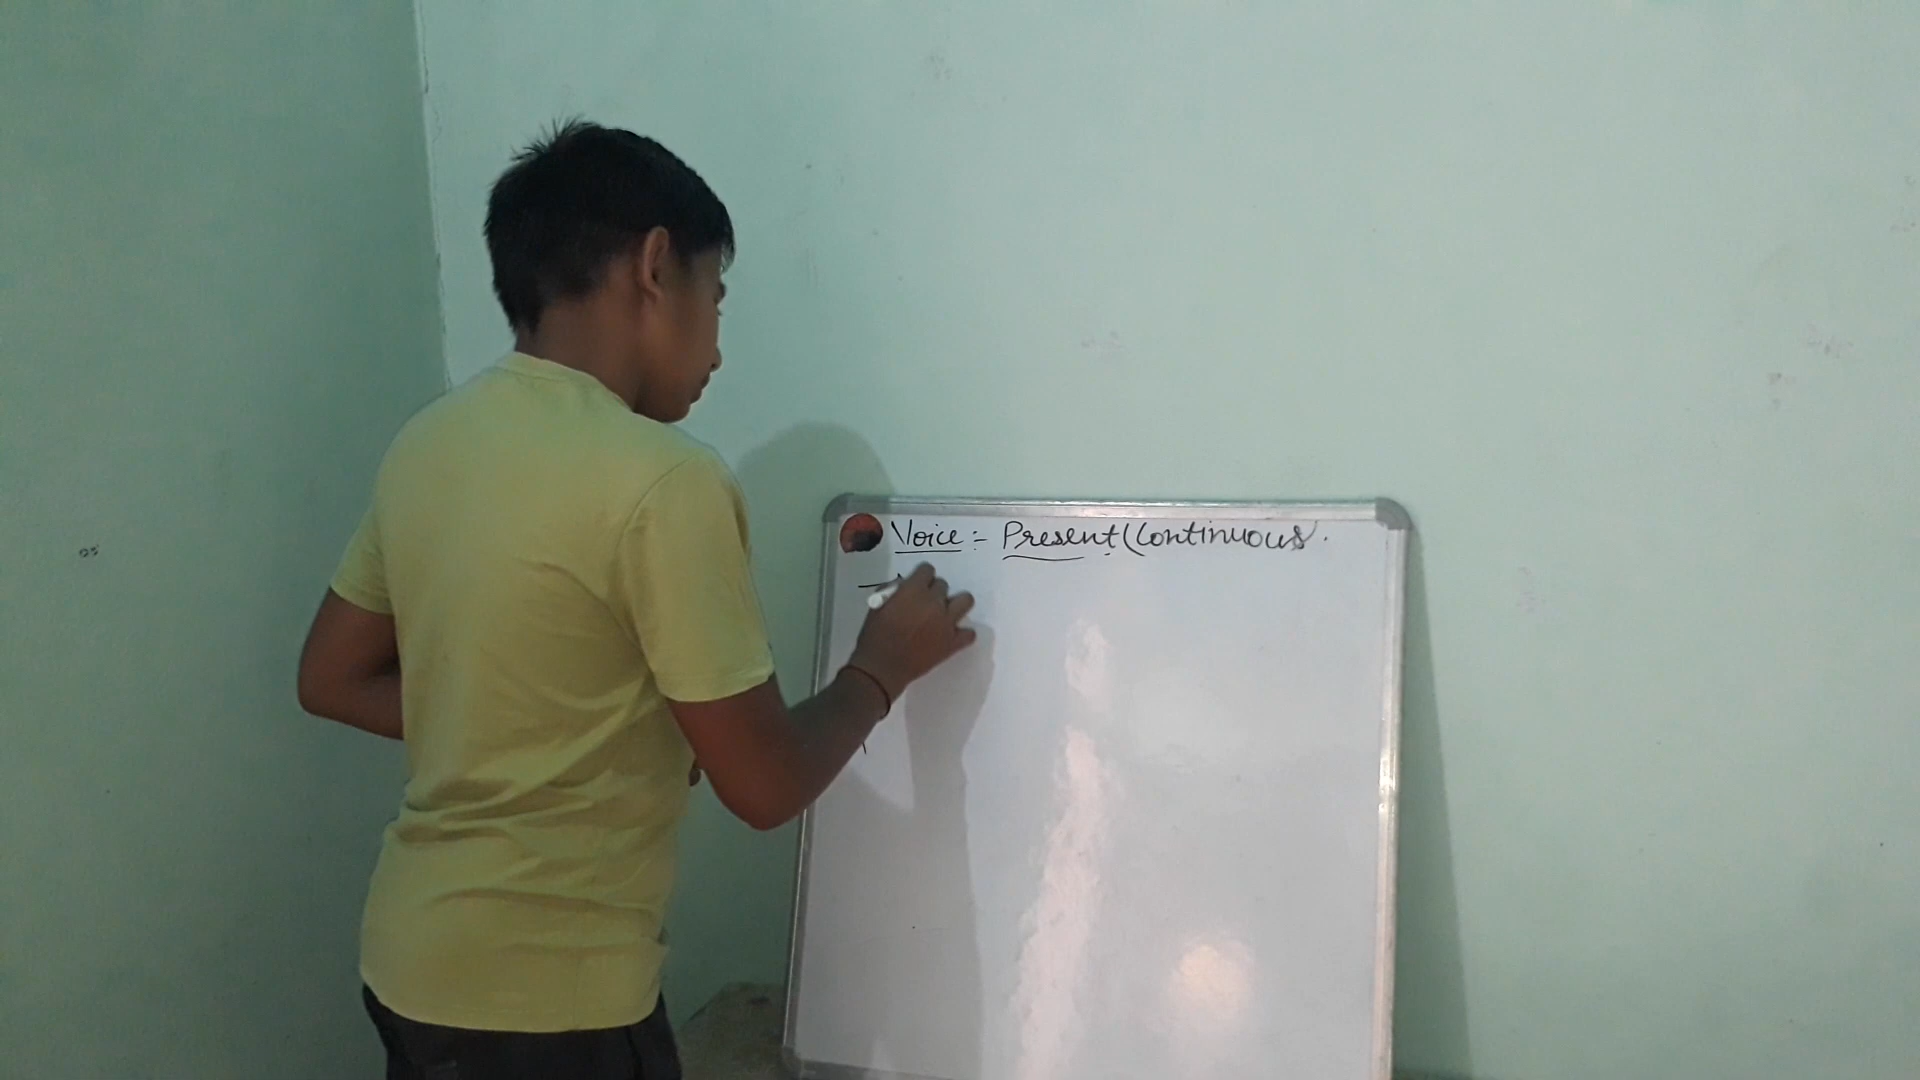 Voice :- Present (Continuous.
→